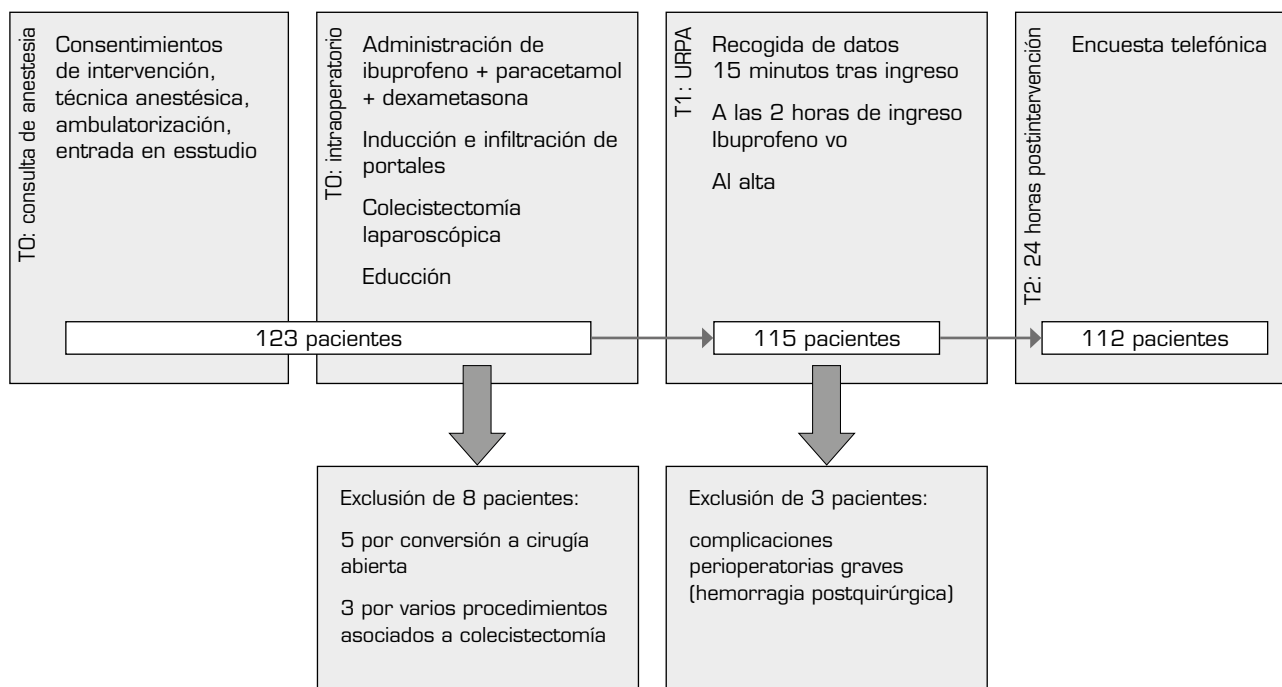 T0: consulta de anestesia
Consentimientos
de intervención,
técnica anestésica,
ambulatorización,
entrada en esstudio
T0: intraoperatorio
Administración de
ibuprofeno + paracetamol
+ dexametasona
Inducción e infiltración de
portales
Colecistectomía
laparoscópica
Educción
T1: URPA
Recogida de datos
15 minutos tras ingreso
A las 2 horas de ingreso
Ibuprofeno vo
Al alta
T2: 24 horas postintervención
Encuesta telefónica
123 pacientes
115 pacientes
112 pacientes
Exclusión de 8 pacientes:
5 por conversión a cirugía
abierta
3 por varios procedimientos
asociados a colecistectomía
Exclusión de 3 pacientes:
complicaciones
perioperatorias graves
(hemorragia postquirúrgica)